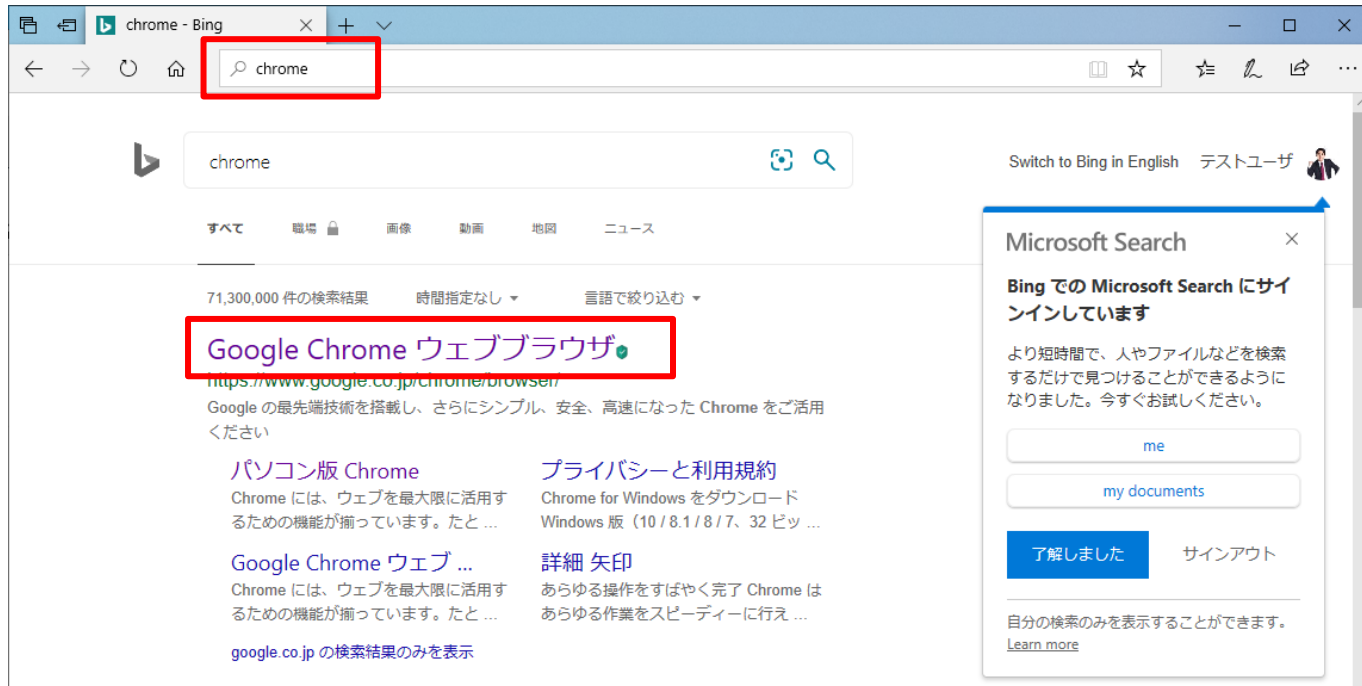 chrome - Bing
chrome
chrome
Switch to Bing in English テストユーザ
すべて 職場 画像 動画 地図 ニュース
71,300,000 件の検索結果 時間指定なし 言語で絞り込む
Google Chrome ウェブブラウザ
https://www.google.co.jp/chrome/browser/
Google の最先端技術を搭載し、さらにシンプル、安全、高速になった Chrome をご活用
ください
パソコン版 Chrome
Chrome には、ウェブを最大限に活用す
るための機能が揃っています。たと ...
プライバシーと利用規約
Chrome for Windows をダウンロード
Windows 版（10 / 8.1 / 8 / 7、32 ビッ ...
Google Chrome ウェブ ...
Chrome には、ウェブを最大限に活用す
るための機能が揃っています。たと ...
詳細 矢印
あらゆる操作をすばやく完了 Chrome は
あらゆる作業をスピーディーに行え ...
google.co.jp の検索結果のみを表示
Microsoft Search
Bing での Microsoft Search にサイ
ンインしています
より短時間で、人やファイルなどを検索
するだけで見つけることができるように
なりました。今すぐお試しください。
me
my documents
了解しました サインアウト
自分の検索のみを表示することができます。
Learn more